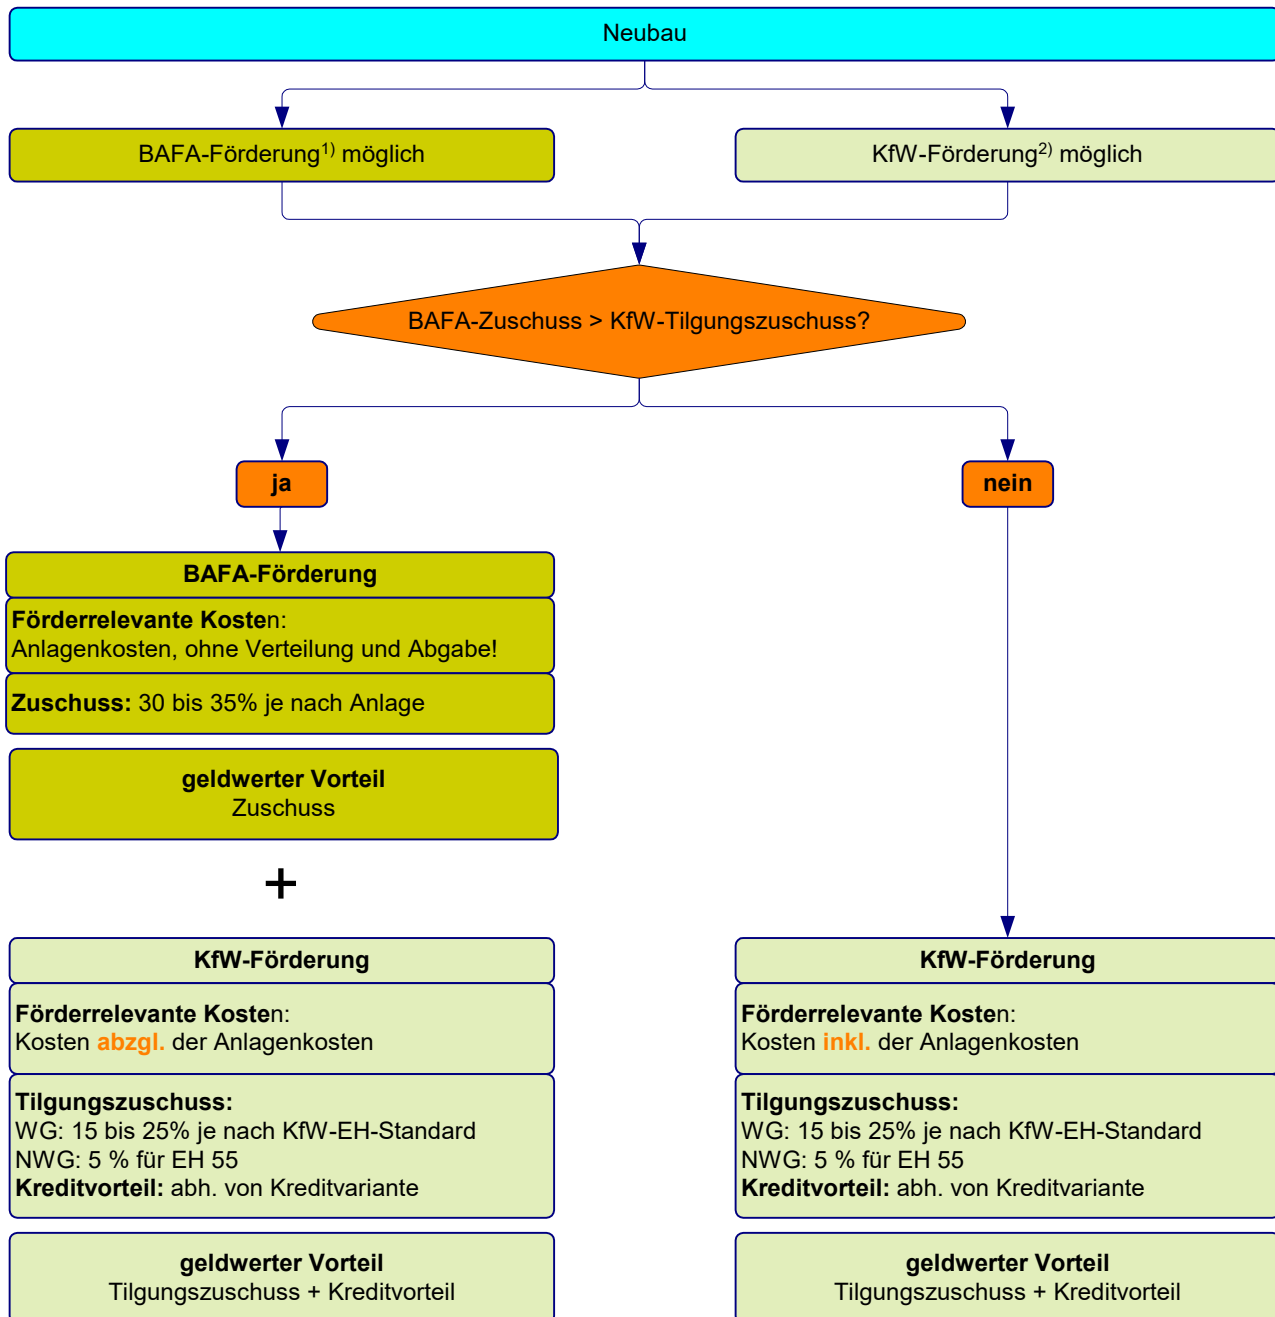 Neubau
BAFA-Förderung1) möglich
KfW-Förderung2) möglich
BAFA-Zuschuss > KfW-Tilgungszuschuss?
ja
nein
BAFA-Förderung
Förderrelevante Kosten:
Anlagenkosten, ohne Verteilung und Abgabe!
Zuschuss: 30 bis 35% je nach Anlage
geldwerter Vorteil
Zuschuss
+
KfW-Förderung
Förderrelevante Kosten:
Kosten abzgl. der Anlagenkosten
Tilgungszuschuss:
WG: 15 bis 25% je nach KfW-EH-Standard
NWG: 5 % für EH 55
Kreditvorteil: abh. von Kreditvariante
geldwerter Vorteil
Tilgungszuschuss + Kreditvorteil
KfW-Förderung
Förderrelevante Kosten:
Kosten inkl. der Anlagenkosten
Tilgungszuschuss:
WG: 15 bis 25% je nach KfW-EH-Standard
NWG: 5 % für EH 55
Kreditvorteil: abh. von Kreditvariante
geldwerter Vorteil
Tilgungszuschuss + Kreditvorteil